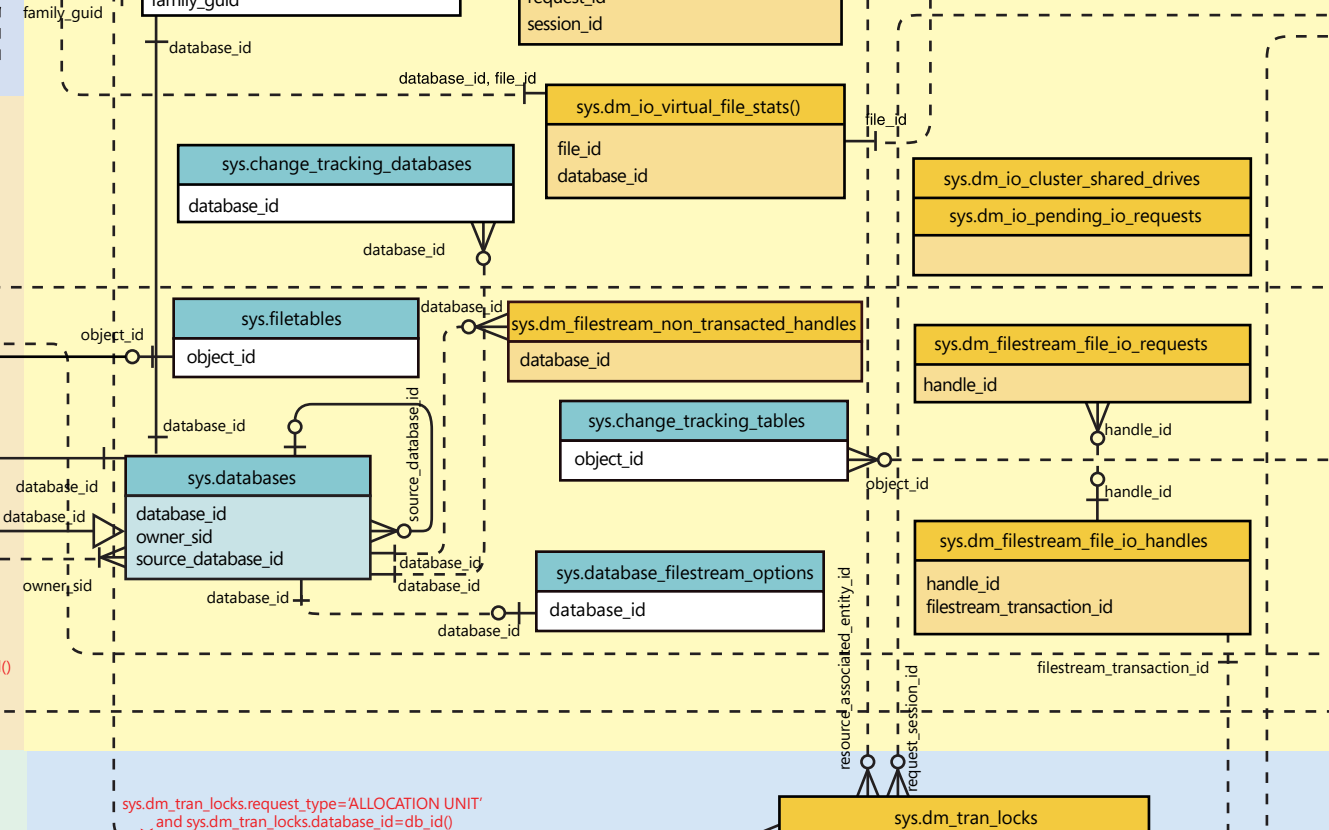 family_guid
family_guid
request_id
session_id
database_id
database_id, file_id
sys.dm_io_virtual_file_stats()
file_id
database_id
file_id
sys.change_tracking_databases
database_id
database_id
sys.dm_io_cluster_shared_drives
sys.dm_io_pending_io_requests
sys.filetables
object_id
object_id
database_id
sys.dm_filestream_non_transacted_handles
database_id
sys.dm_filestream_file_io_requests
handle_id
handle_id
sys.change_tracking_tables
object_id
object_id
source_database_id
database_id
sys.databases
database_id
owner_sid
source_database_id
database_id
database_id
owner_sid
database_id
database_id
database_id
database_id
sys.database_filestream_options
database_id
handle_id
sys.dm_filestream_file_io_handles
handle_id
filestream_transaction_id
filestream_transaction_id
resource_associated_entity_id
request_session_id
()
sys.dm_tran_locks.request_type='ALLOCATION UNIT'
and sys.dm_tran_locks.database_id=db_id()
sys.dm_tran_locks